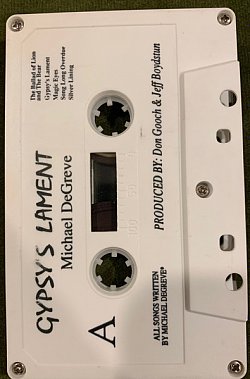 GYPSY'S LAMENT
Michael DeGreve
A
The Ballad of Lion
and The Bear
Gypsy's Lament
Magic Eyes
Song Long Overdue
Silver Lining
PRODUCED BY: Don Gooch & Jeff Boydstun
ALL SONGS WRITTEN
BY MICHAEL DEGREVE®